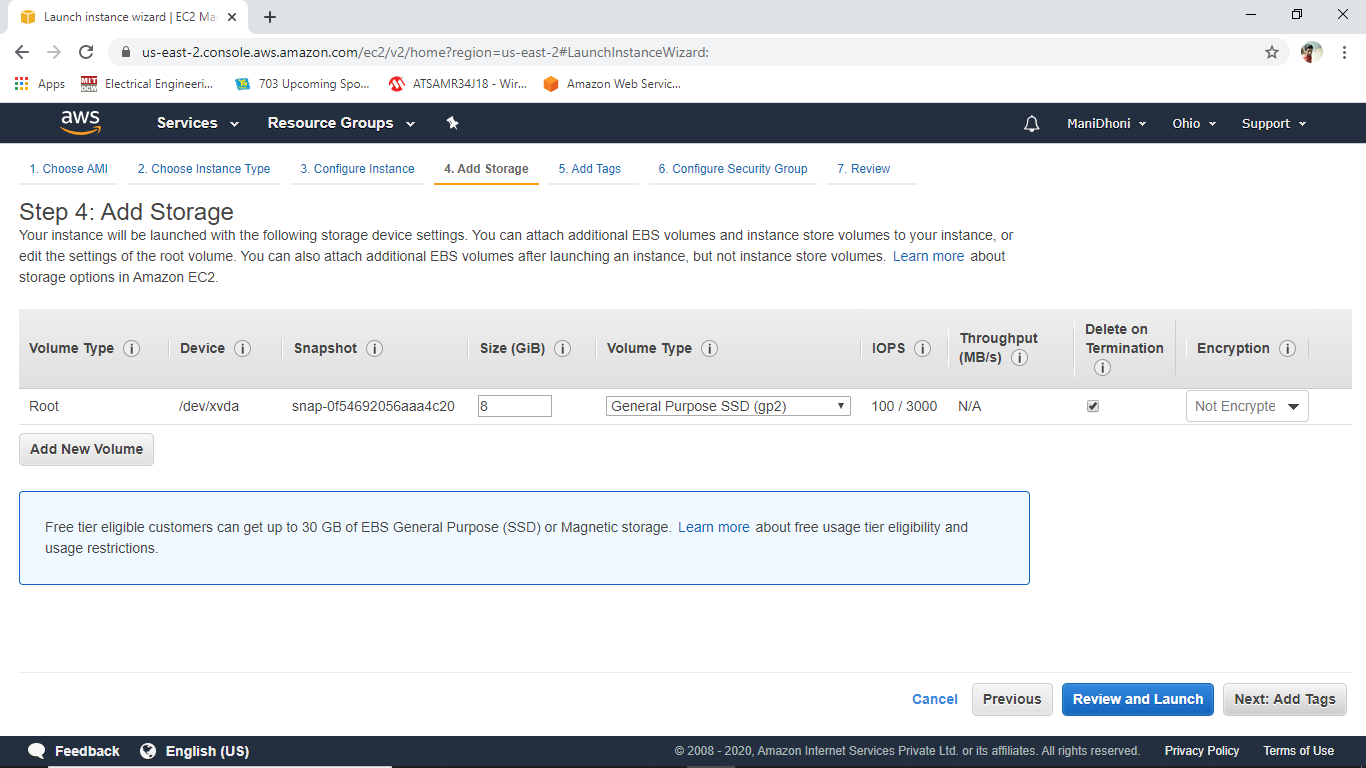 Launch instance wizard | EC2 Ma
us-east-2.console.aws.amazon.com/ec2/v2/home?region=us-east-2#LaunchInstanceWizard:
Apps MIT OCW Electrical Engineeri... 703 Upcoming Spo... ATSAMR34J18 - Wir... Amazon Web Servic...
aws Services Resource Groups ManiDhoni Ohio Support
1. Choose AMI 2. Choose Instance Type 3. Configure Instance 4. Add Storage 5. Add Tags 6. Configure Security Group 7. Review
Step 4: Add Storage
Your instance will be launched with the following storage device settings. You can attach additional EBS volumes and instance store volumes to your instance, or
edit the settings of the root volume. You can also attach additional EBS volumes after launching an instance, but not instance store volumes. Learn more about
storage options in Amazon EC2.
Volume Type i Device i Snapshot i Size (GiB) i Volume Type i IOPS i Throughput (MB/s) i Delete on Termination i Encryption i
Root /dev/xvda snap-0f54692056aaa4c20 8 General Purpose SSD (gp2) 100 / 3000 N/A Not Encrypte
Add New Volume
Free tier eligible customers can get up to 30 GB of EBS General Purpose (SSD) or Magnetic storage. Learn more about free usage tier eligibility and
usage restrictions.
Cancel Previous Review and Launch Next: Add Tags
Feedback English (US) © 2008 - 2020, Amazon Internet Services Private Ltd. or its affiliates. All rights reserved. Privacy Policy Terms of Use